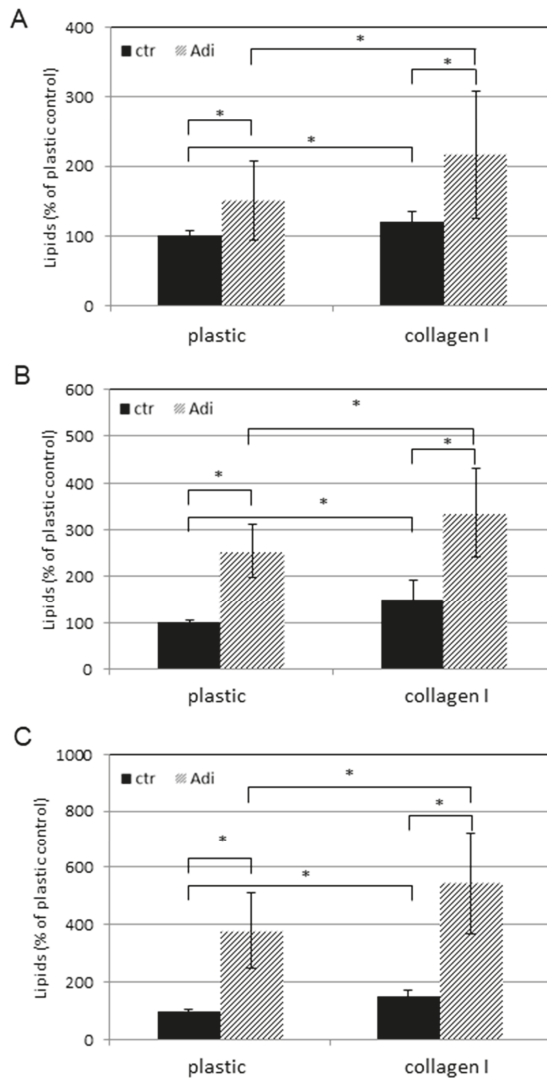 A
Lipids (% of plastic control)
400
300
200
100
0
ctr Adi
*
*
*
*
plastic collagen I
B
Lipids (% of plastic control)
600
500
400
300
200
100
0
ctr Adi
*
*
*
*
plastic collagen I
C
Lipids (% of plastic control)
1000
800
600
400
200
0
ctr Adi
*
*
*
*
plastic collagen I